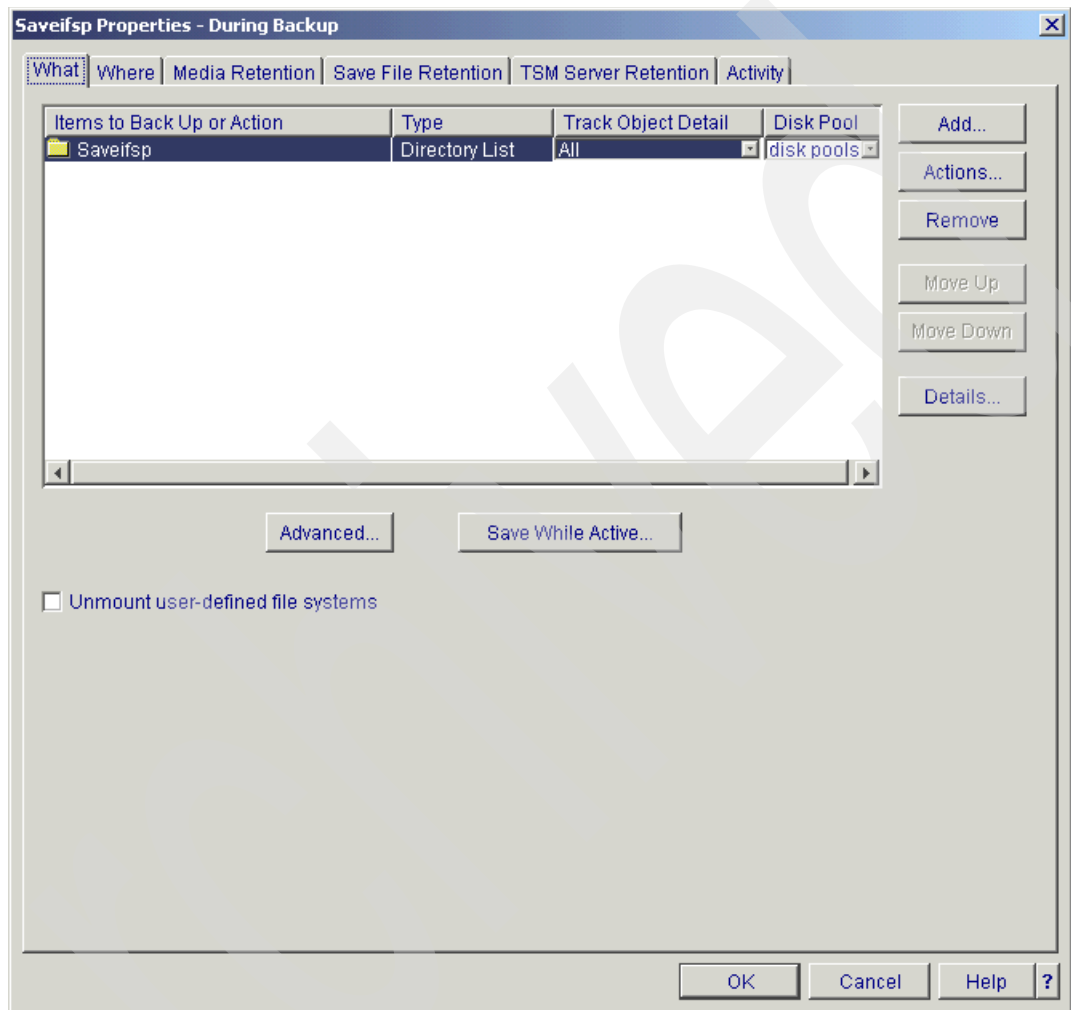 Saveifsp Properties - During Backup
What Where Media Retention Save File Retention TSM Server Retention Activity
Items to Back Up or Action Type Track Object Detail Disk Pool
Saveifsp Directory List All disk pools
Add...
Actions...
Remove
Move Up
Move Down
Details...
Advanced... Save While Active...
Unmount user-defined file systems
OK Cancel Help ?